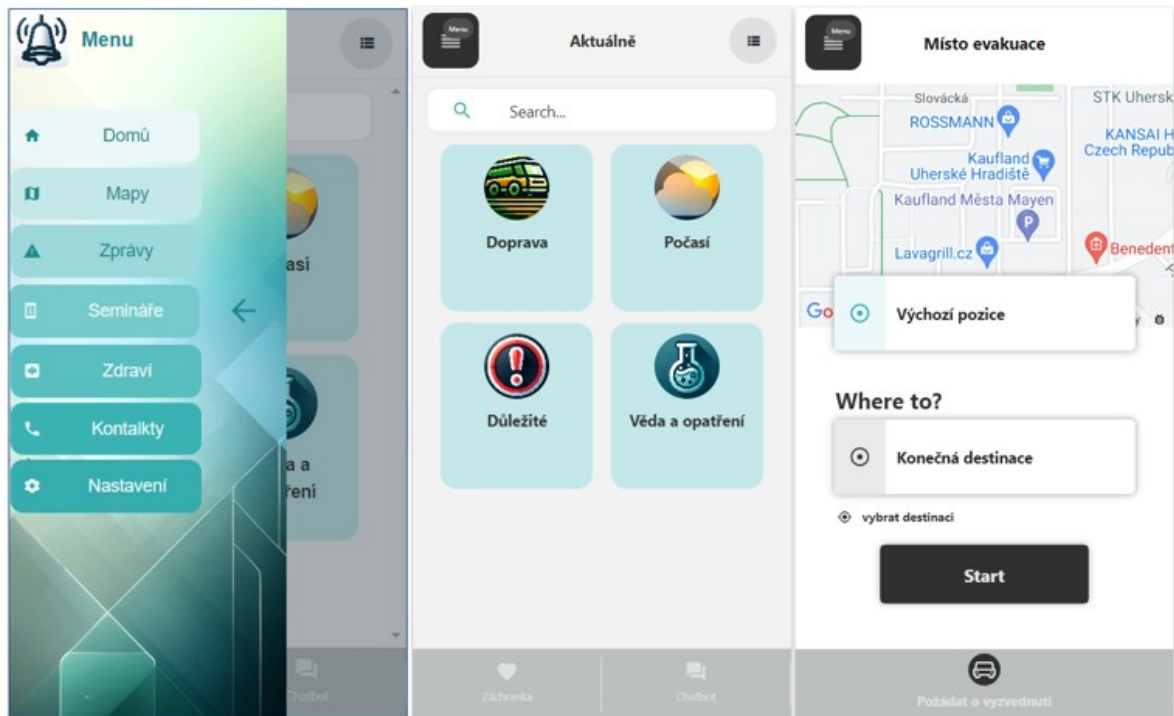 Menu
Domů
Mapy
Zprávy
Semináře
Zdraví
Kontalkty
Nastavení
así
a a
ření
Chatbot
Menu
Aktuálně
Search...
Doprava
Počasí
Důležité
Věda a opatření
Záchranka
Chatbot
Menu
Místo evakuace
Slovácká
STK Uhersk
ROSSMANN
KANSAI H
Czech Repub
Kaufland
Uherské Hradiště
Kaufland Města Mayen
P
Lavagrill.cz
Benedent
Go
Výchozí pozice
Where to?
Konečná destinace
vybrat destinaci
Start
Požádat o vyzvednutí